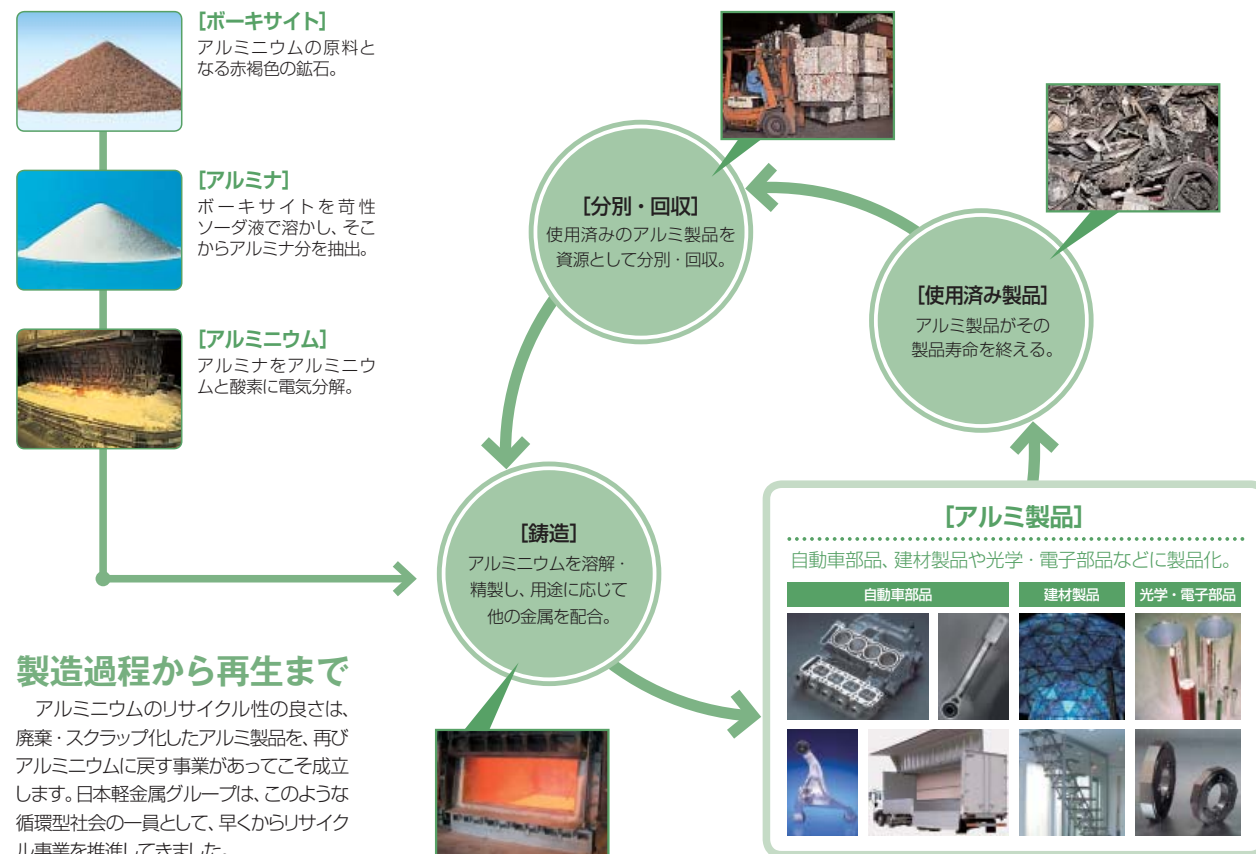 [ボーキサイト]
アルミニウムの原料と
なる赤褐色の鉱石。
[アルミナ]
ボーキサイトを苛性
ソーダ液で溶かし、そこ
からアルミナ分を抽出。
[アルミニウム]
アルミナをアルミニウ
ムと酸素に電気分解。
[分別・回収]
使用済みのアルミ製品を
資源として分別・回収。
[使用済み製品]
アルミ製品がその
製品寿命を終える。
[鋳造]
アルミニウムを溶解・
精製し、用途に応じて
他の金属を配合。
[アルミ製品]
自動車部品、建材製品や光学・電子部品などに製品化。
自動車部品
建材製品
光学・電子部品
製造過程から再生まで
アルミニウムのリサイクル性の良さは、
廃棄・スクラップ化したアルミ製品を、再び
アルミニウムに戻す事業があってこそ成立
します。日本軽金属グループは、このような
循環型社会の一員として、早くからリサイク
ル事業を推進してきました。